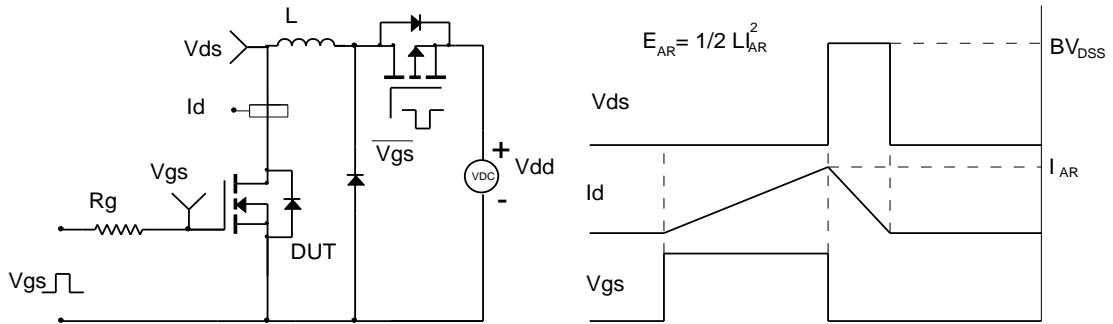 L
Vds
Id
Vgs
Vgs
Rg
DUT
Vgs
VDC
+
-
Vdd
E_AR = 1/2 LI_AR^2
BV_DSS
Vds
I_AR
Id
Vgs